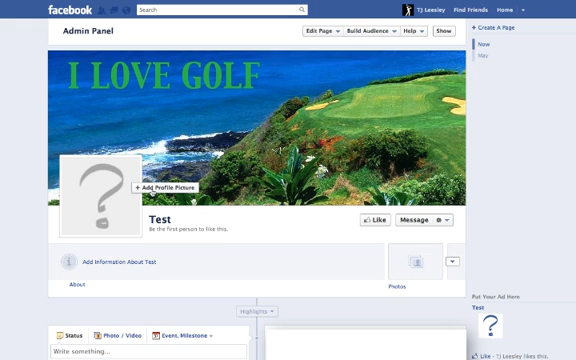 facebook
Search
TJ Leesley Find Friends Home
Admin Panel
Edit Page Build Audience Help Show
+ Create A Page
Now
May
I LOVE GOLF
?
+ Add Profile Picture
Test
Be the first person to like this.
Like Message
Add Information About Test
About
Photos
Highlights
Put Your Ad Here
Test
?
Like · TJ Leesley likes this.
Status Photo / Video Event, Milestone +
Write something...